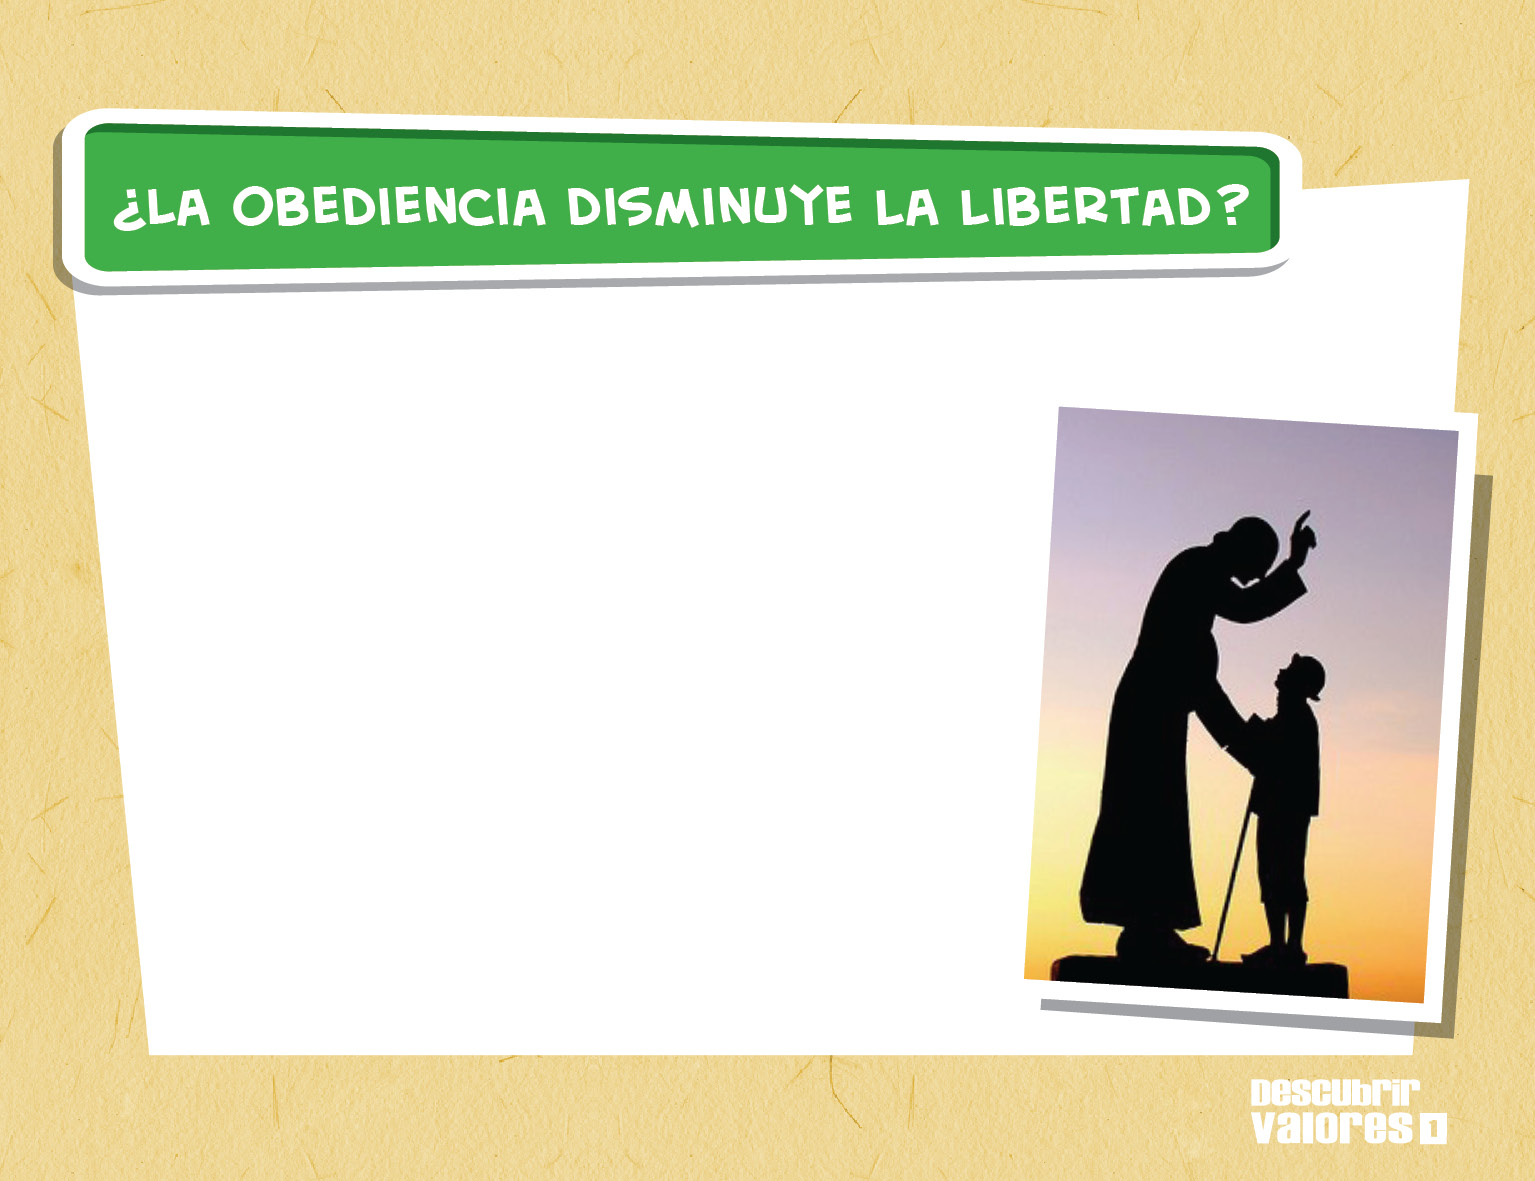 ¿LA OBEDIENCIA DISMINUYE LA LIBERTAD?
Descubrir
valores 1